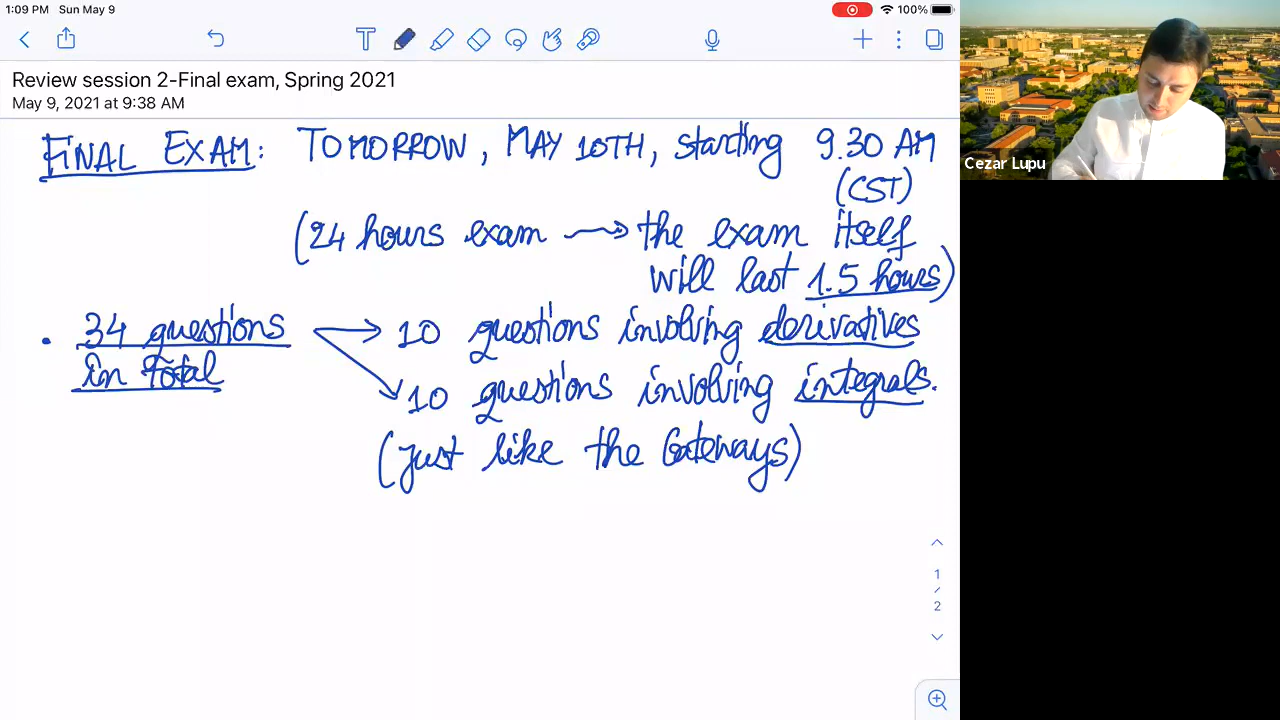 1:09 PM Sun May 9
100%
Review session 2-Final exam, Spring 2021
May 9, 2021 at 9:38 AM
FINAL EXAM: TOMORROW, MAY 10TH, starting 9.30 AM
(CST)
(24 hours exam → the exam itself
will last 1.5 hours)
• 34 questions → 10 questions involving derivatives
in total
10 questions involving integrals.
(just like the Gateways)
1
/
2
Cezar Lupu